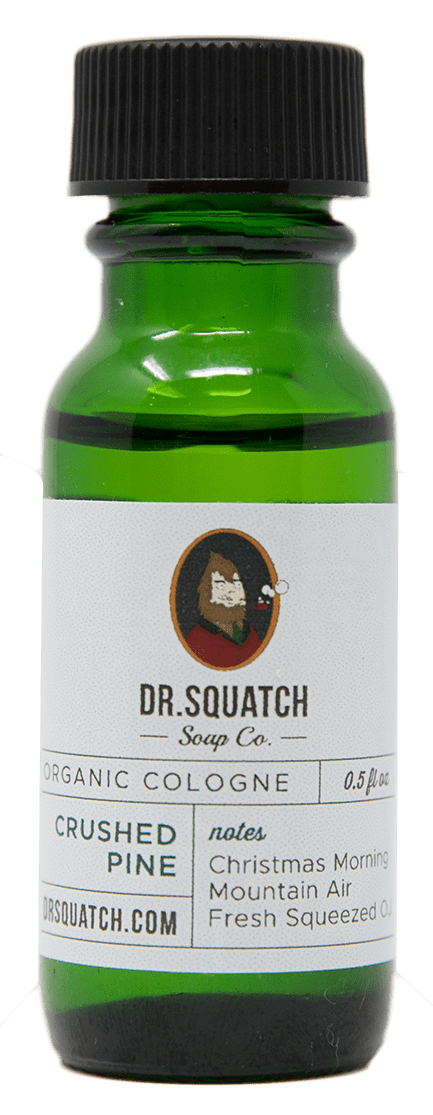 DR.SQUATCH
— Soap Co. —
ORGANIC COLOGNE 0.5 fl oz
CRUSHED
PINE
DRSQUATCH.COM
notes
Christmas Morning
Mountain Air
Fresh Squeezed OJ